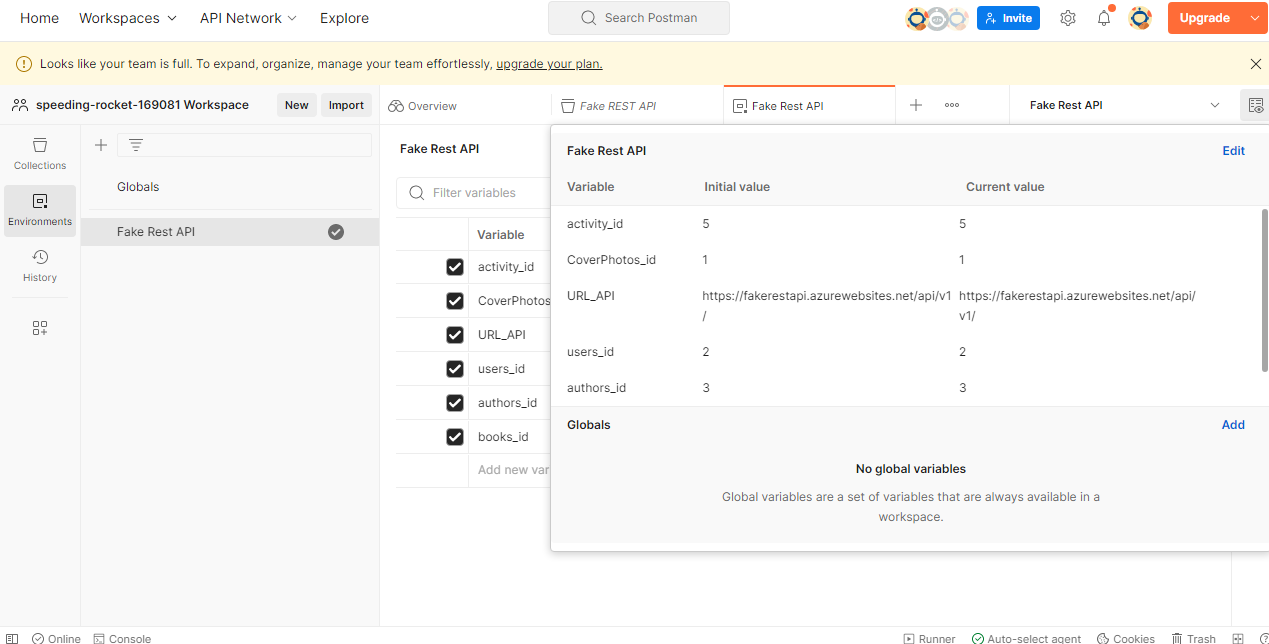 Home Workspaces API Network Explore Search Postman Invite Upgrade
Looks like your team is full. To expand, organize, manage your team effortlessly, upgrade your plan.
speeding-rocket-169081 Workspace New Import Overview Fake REST API Fake Rest API Fake Rest API
Collections
Environments
History
Globals
Fake Rest API
Fake Rest API
Filter variables
Variable
activity_id
CoverPhotos
URL_API
users_id
authors_id
books_id
Add new var
Fake Rest API Edit
Variable Initial value Current value
activity_id 5 5
CoverPhotos_id 1 1
URL_API https://fakerestapi.azurewebsites.net/api/v1 https://fakerestapi.azurewebsites.net/api/
/ v1/
users_id 2 2
authors_id 3 3
Globals Add
No global variables
Global variables are a set of variables that are always available in a
workspace.
Online Console Runner Auto-select agent Cookies Trash